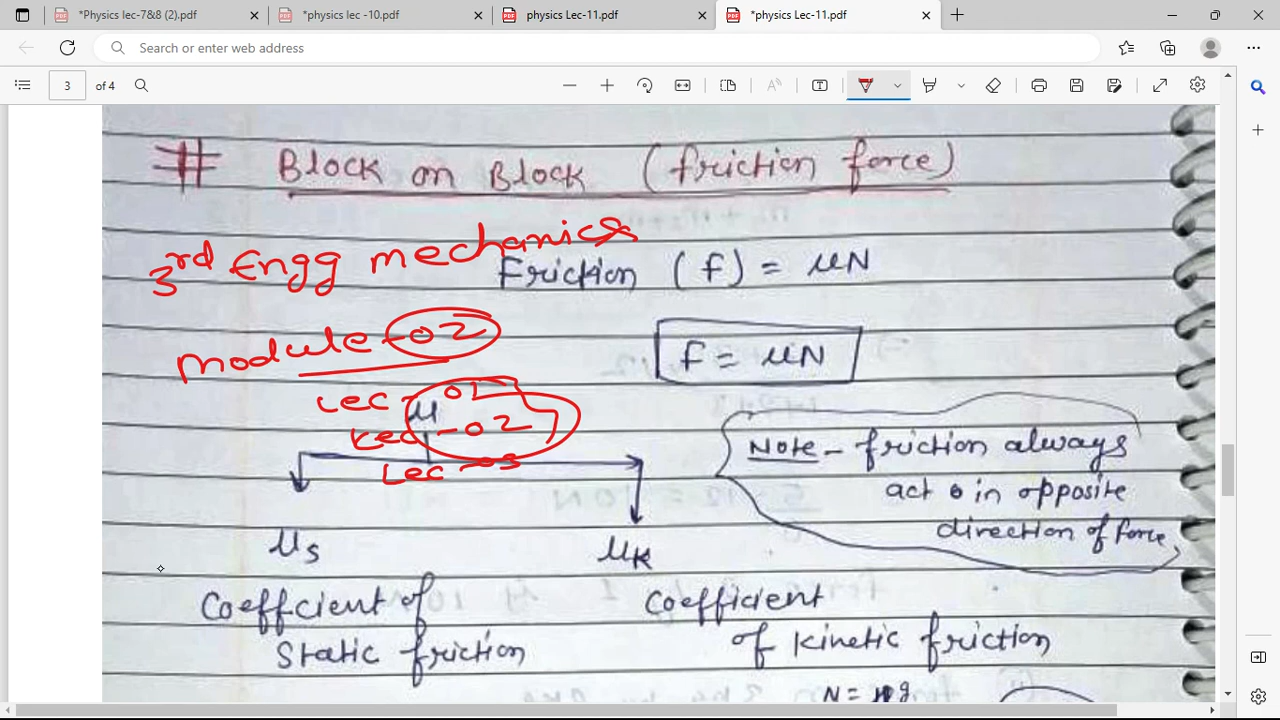 *Physics lec-7&8 (2).pdf
*physics lec -10.pdf
physics Lec-11.pdf
*physics Lec-11.pdf
Search or enter web address
3 of 4
# Block on Block (friction force)
3rd Engg mechanics
Friction (f) = μN
module -02
f = μN
Lec - 01
μ
Lec -02
Lec -03
Note - friction always
act in opposite
direction of force
μs
μK
Coeffcient of
Static friction
Coefficient
of kinetic friction